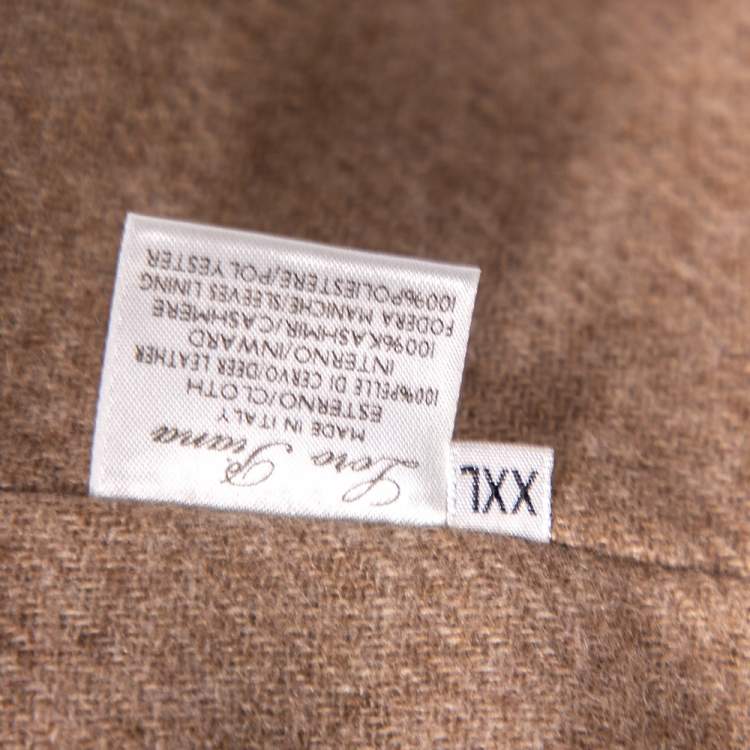 Loro Piana
MADE IN ITALY
ESTERNO/CLOTH
100%PELLE DI CERVO/DEER LEATHER
INTERNO/INWARD
100%KASHMIR/CASHMERE
FODERA MANICHE/SLEEVES LINING
100%POLIESTERE/POLYESTER
XXL